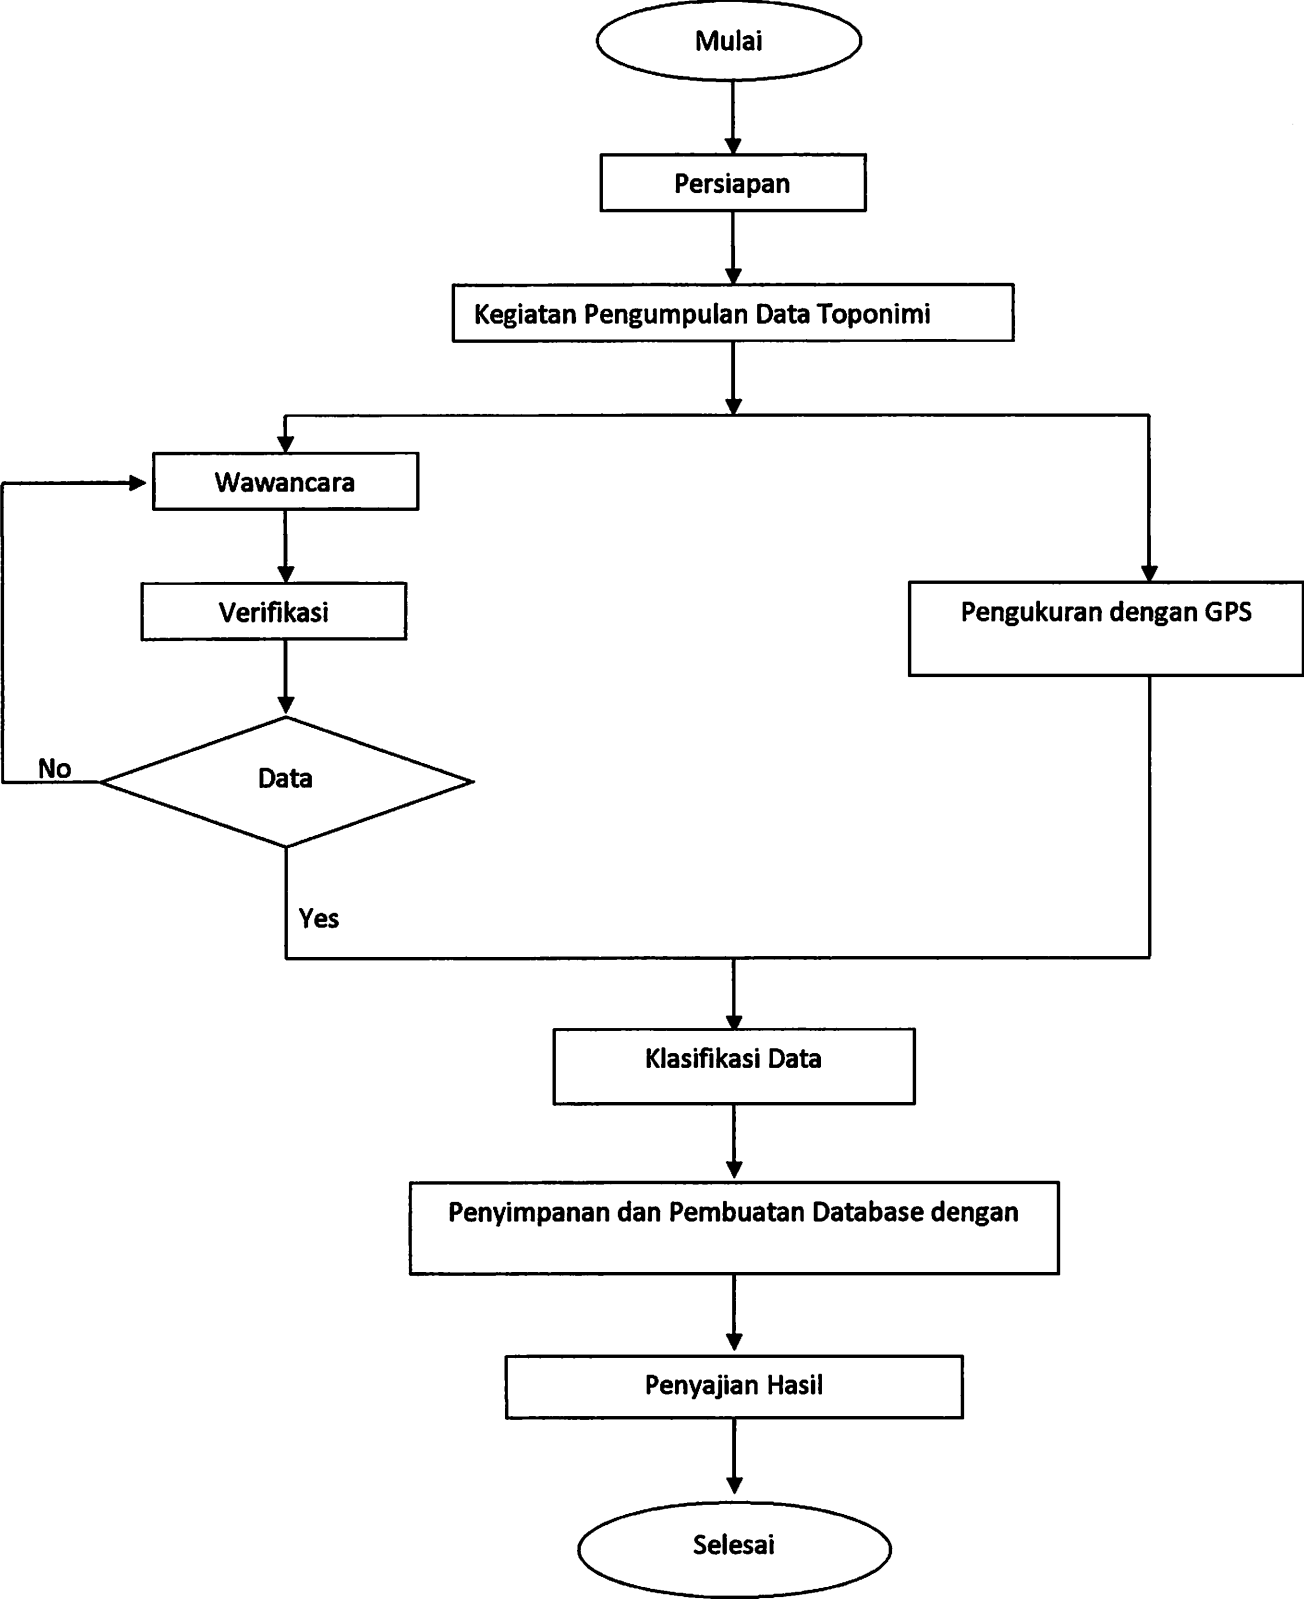 Mulai
Persiapan
Kegiatan Pengumpulan Data Toponimi
Wawancara
Verifikasi
Pengukuran dengan GPS
No
Data
Yes
Klasifikasi Data
Penyimpanan dan Pembuatan Database dengan
Penyajian Hasil
Selesai